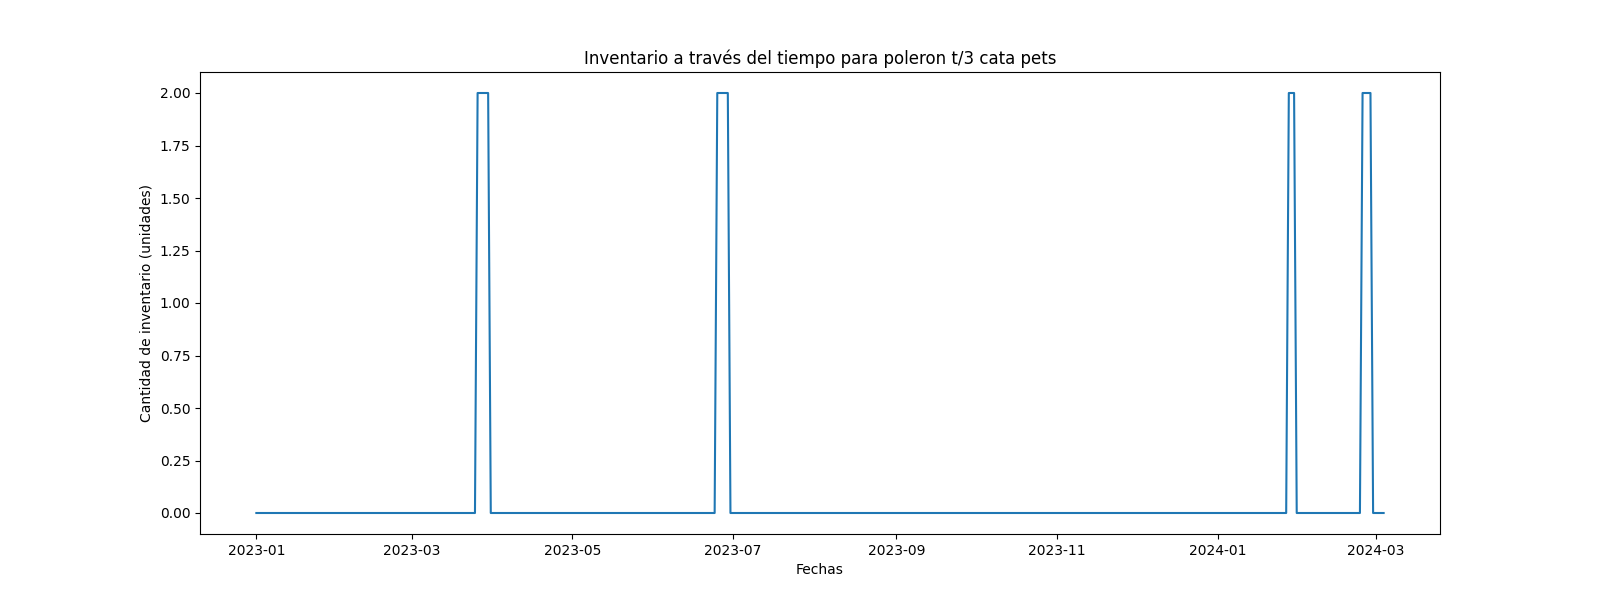 Inventario a través del tiempo para poleron t/3 cata pets
2.00
1.75
1.50
1.25
1.00
0.75
0.50
0.25
0.00
Cantidad de inventario (unidades)
2023-01 2023-03 2023-05 2023-07 2023-09 2023-11 2024-01 2024-03
Fechas